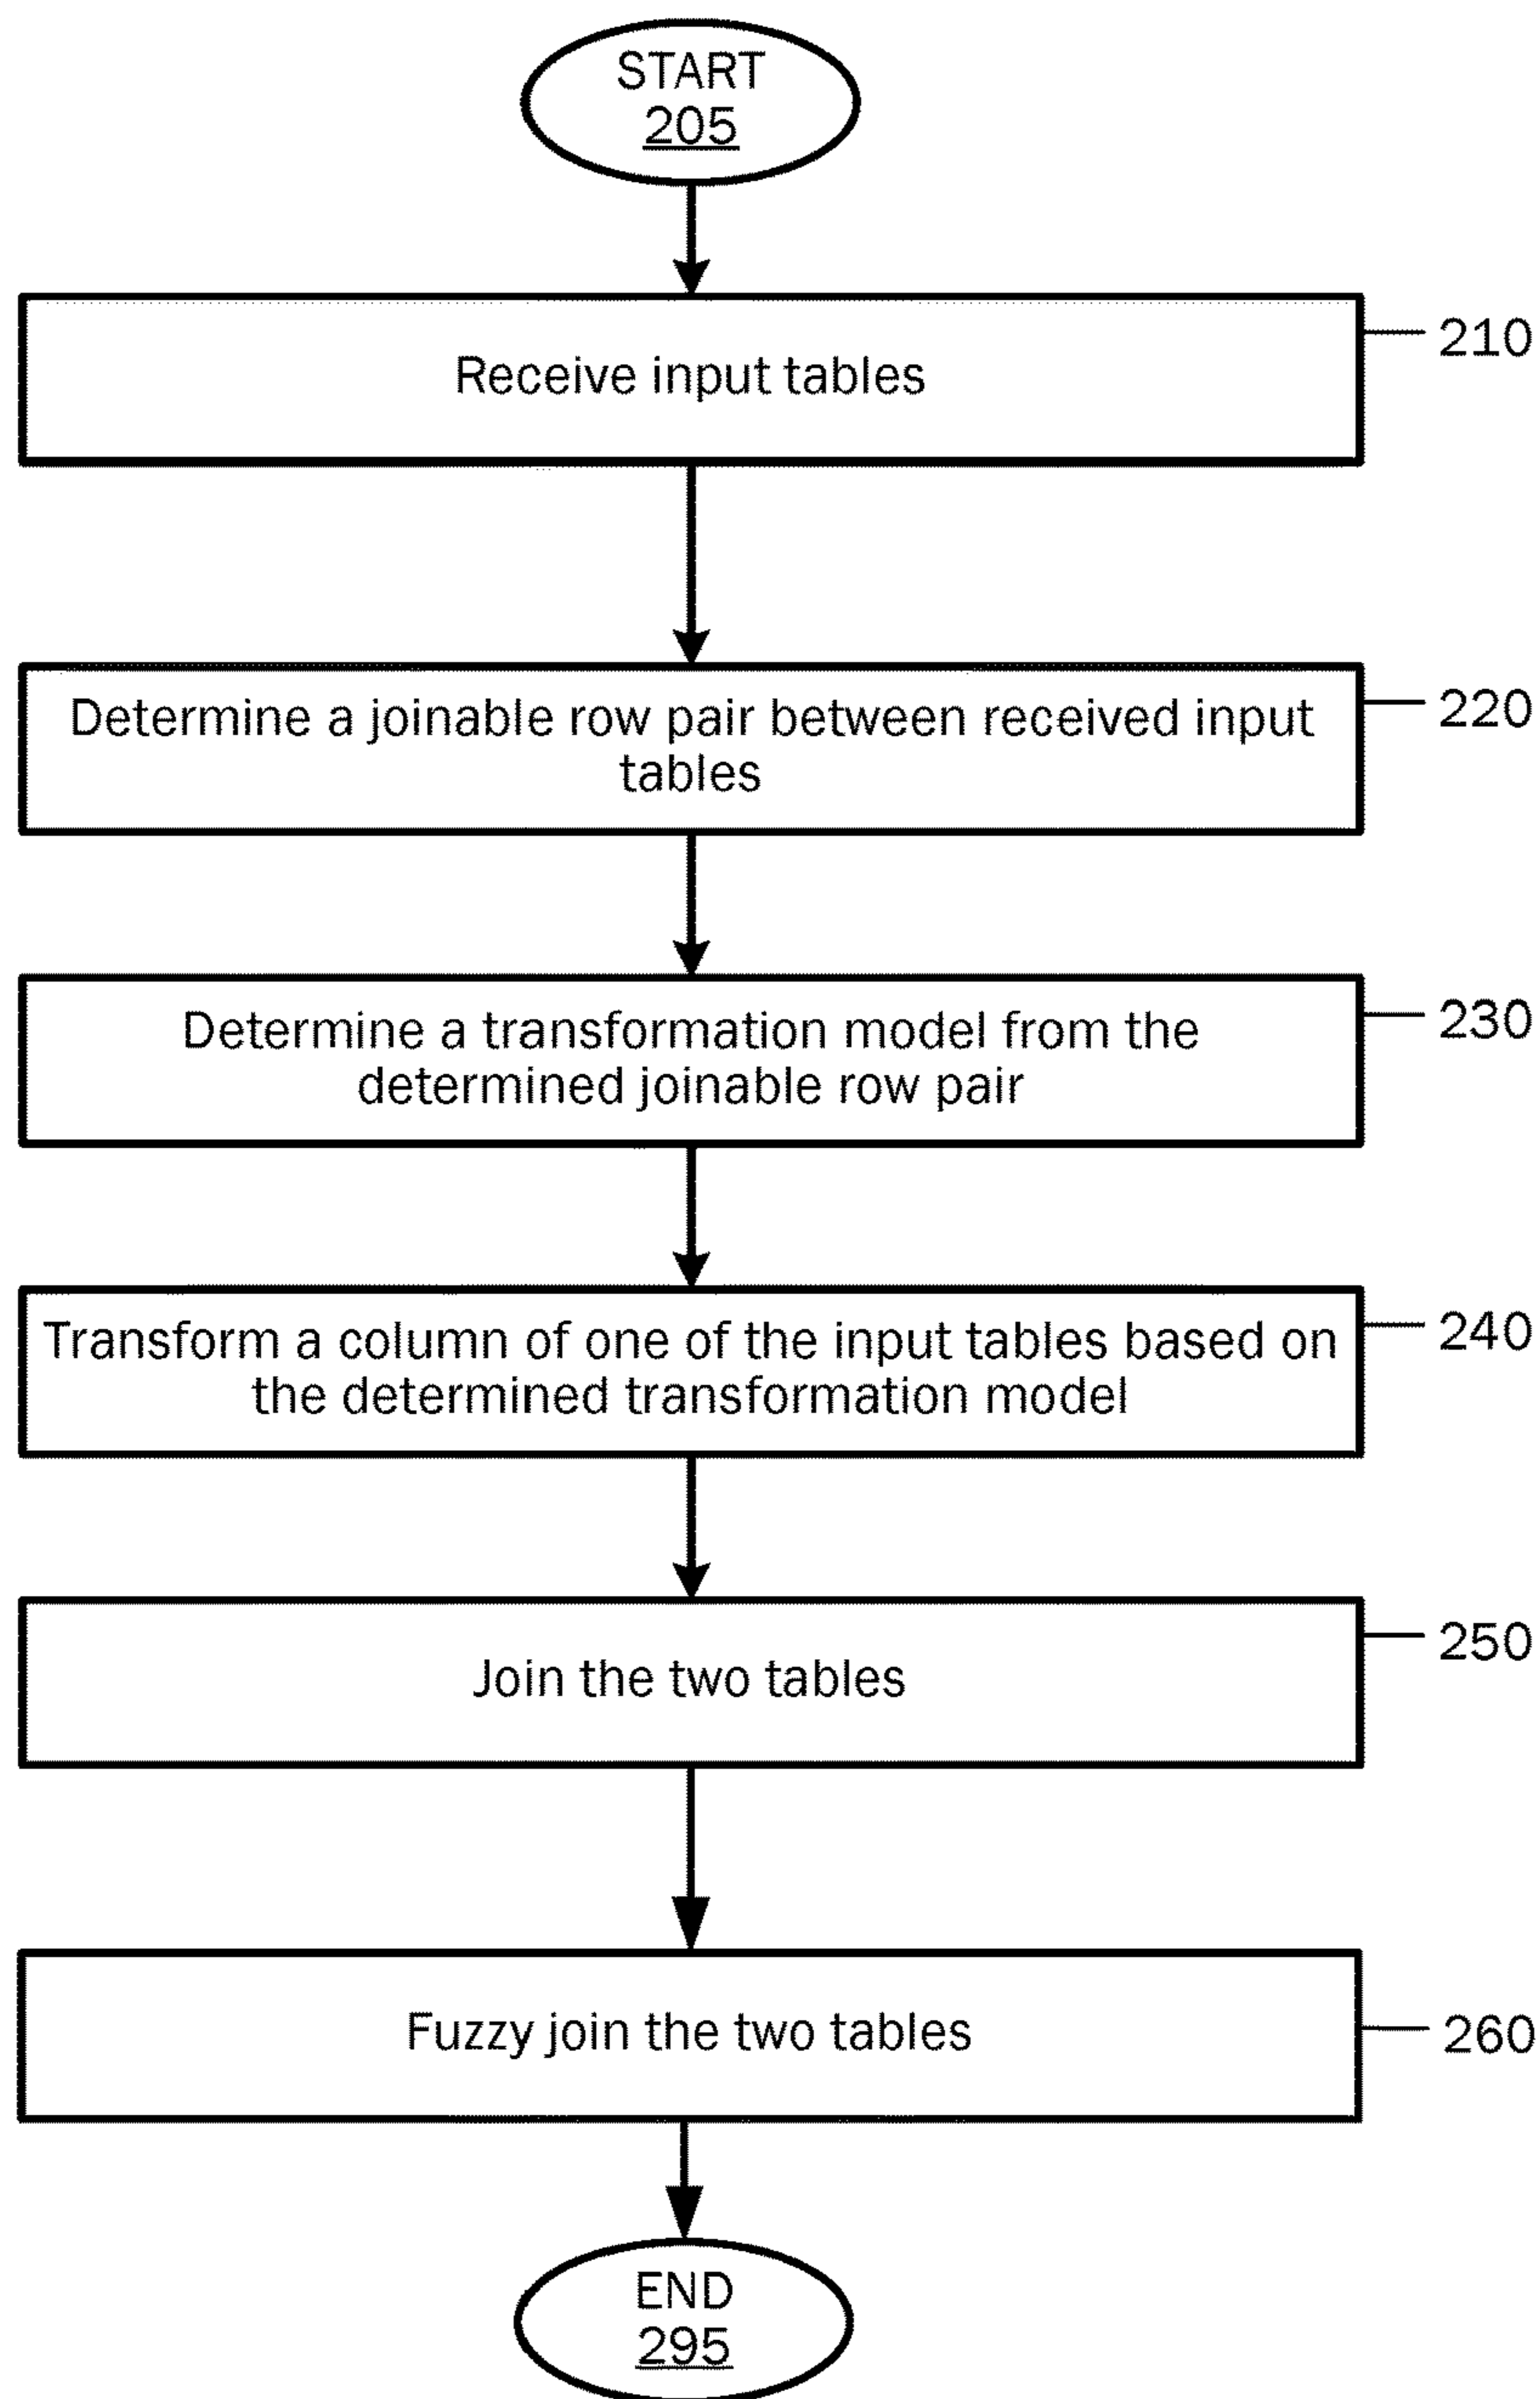 START
205
Receive input tables
210
Determine a joinable row pair between received input
tables
220
Determine a transformation model from the
determined joinable row pair
230
Transform a column of one of the input tables based on
the determined transformation model
240
Join the two tables
250
Fuzzy join the two tables
260
END
295